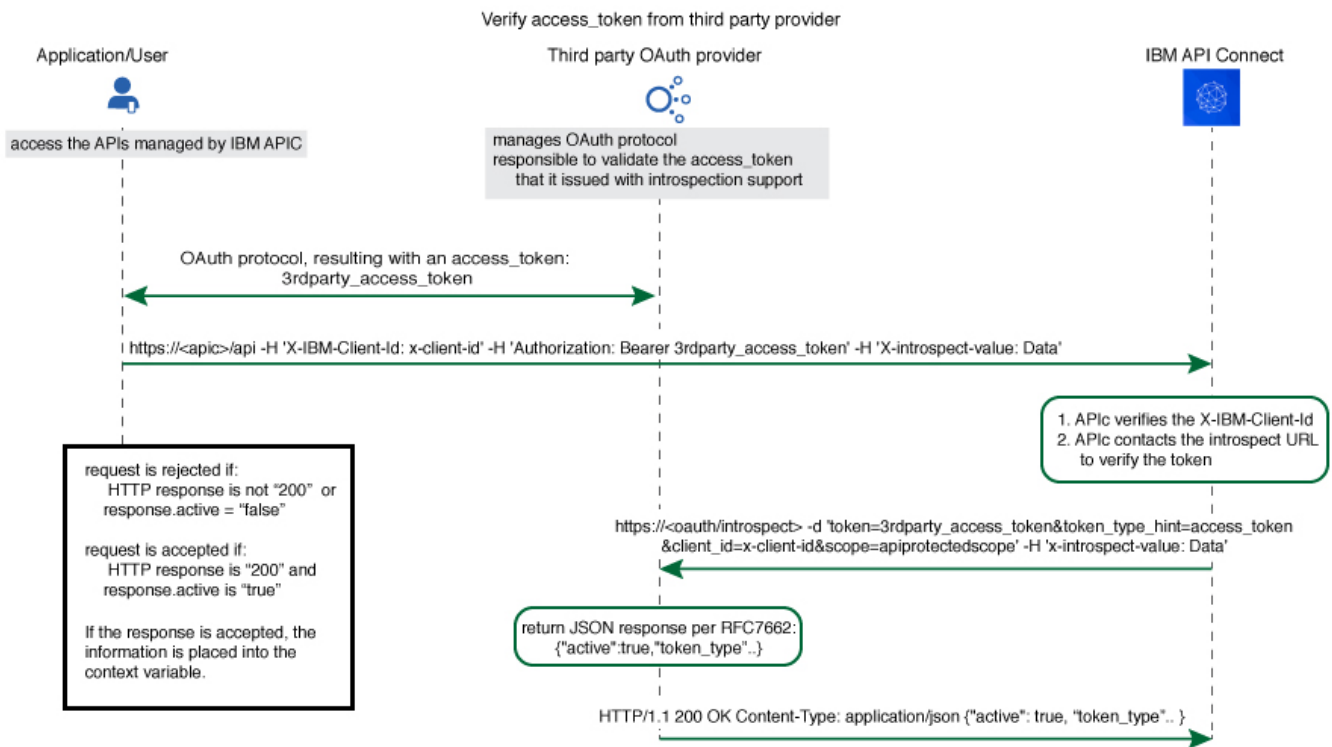 Verify access_token from third party provider
Application/User
Third party OAuth provider
IBM API Connect
access the APIs managed by IBM APIC
manages OAuth protocol
responsible to validate the access_token
that it issued with introspection support
OAuth protocol, resulting with an access_token:
3rdparty_access_token
https://<apic>/api -H 'X-IBM-Client-Id: x-client-id' -H 'Authorization: Bearer 3rdparty_access_token' -H 'X-introspect-value: Data'
1. APIc verifies the X-IBM-Client-Id
2. APIc contacts the introspect URL
to verify the token
request is rejected if:
HTTP response is not “200” or
response.active = “false”
request is accepted if:
HTTP response is “200” and
response.active is “true”
If the response is accepted, the
information is placed into the
context variable.
https://<oauth/introspect> -d 'token=3rdparty_access_token&token_type_hint=access_token
&client_id=x-client-id&scope=apiprotectedscope' -H 'x-introspect-value: Data'
return JSON response per RFC7662:
{"active":true,"token_type"..}
HTTP/1.1 200 OK Content-Type: application/json {"active": true, "token_type".. }